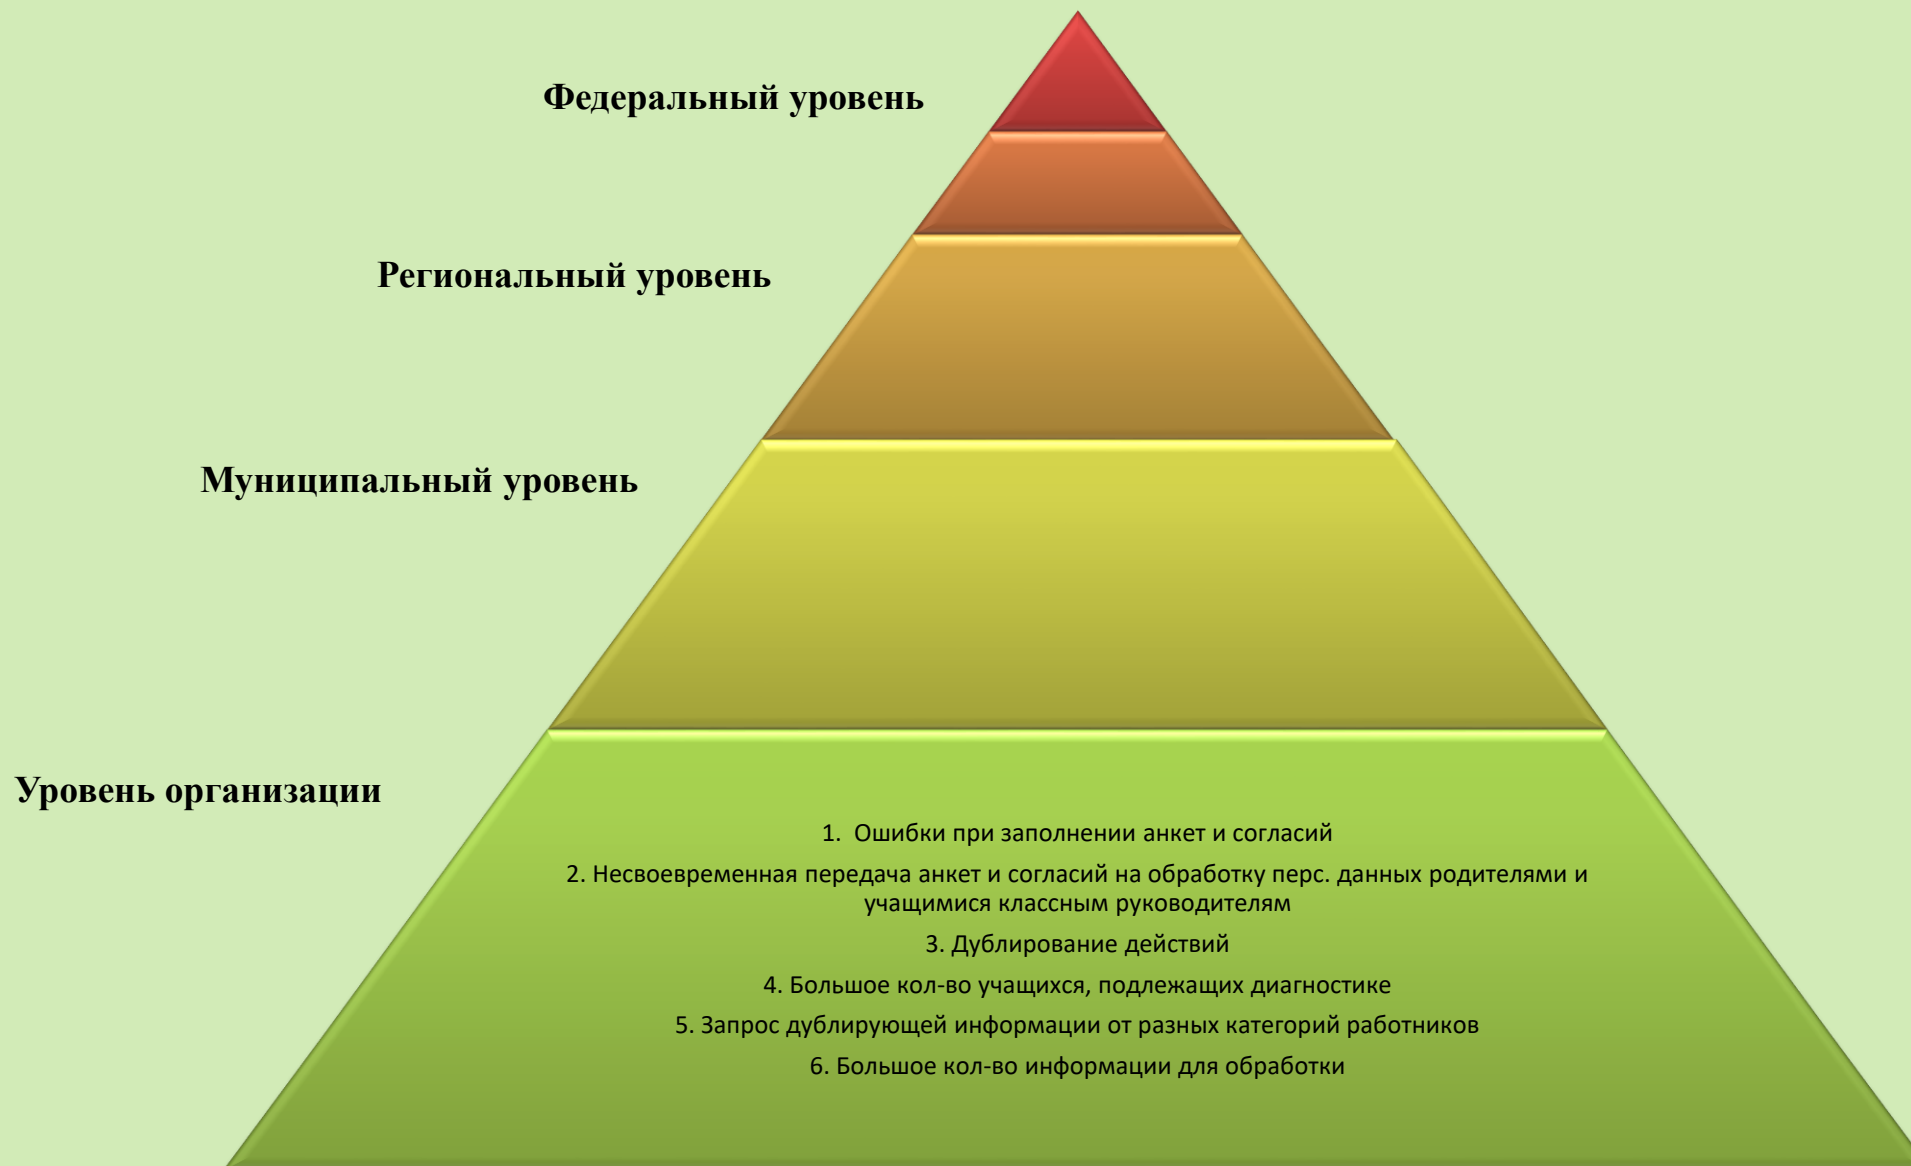 Федеральный уровень
Региональный уровень
Муниципальный уровень
Уровень организации
1. Ошибки при заполнении анкет и согласий
2. Несвоевременная передача анкет и согласий на обработку перс. данных родителями и
учащимися классным руководителям
3. Дублирование действий
4. Большое кол-во учащихся, подлежащих диагностике
5. Запрос дублирующей информации от разных категорий работников
6. Большое кол-во информации для обработки